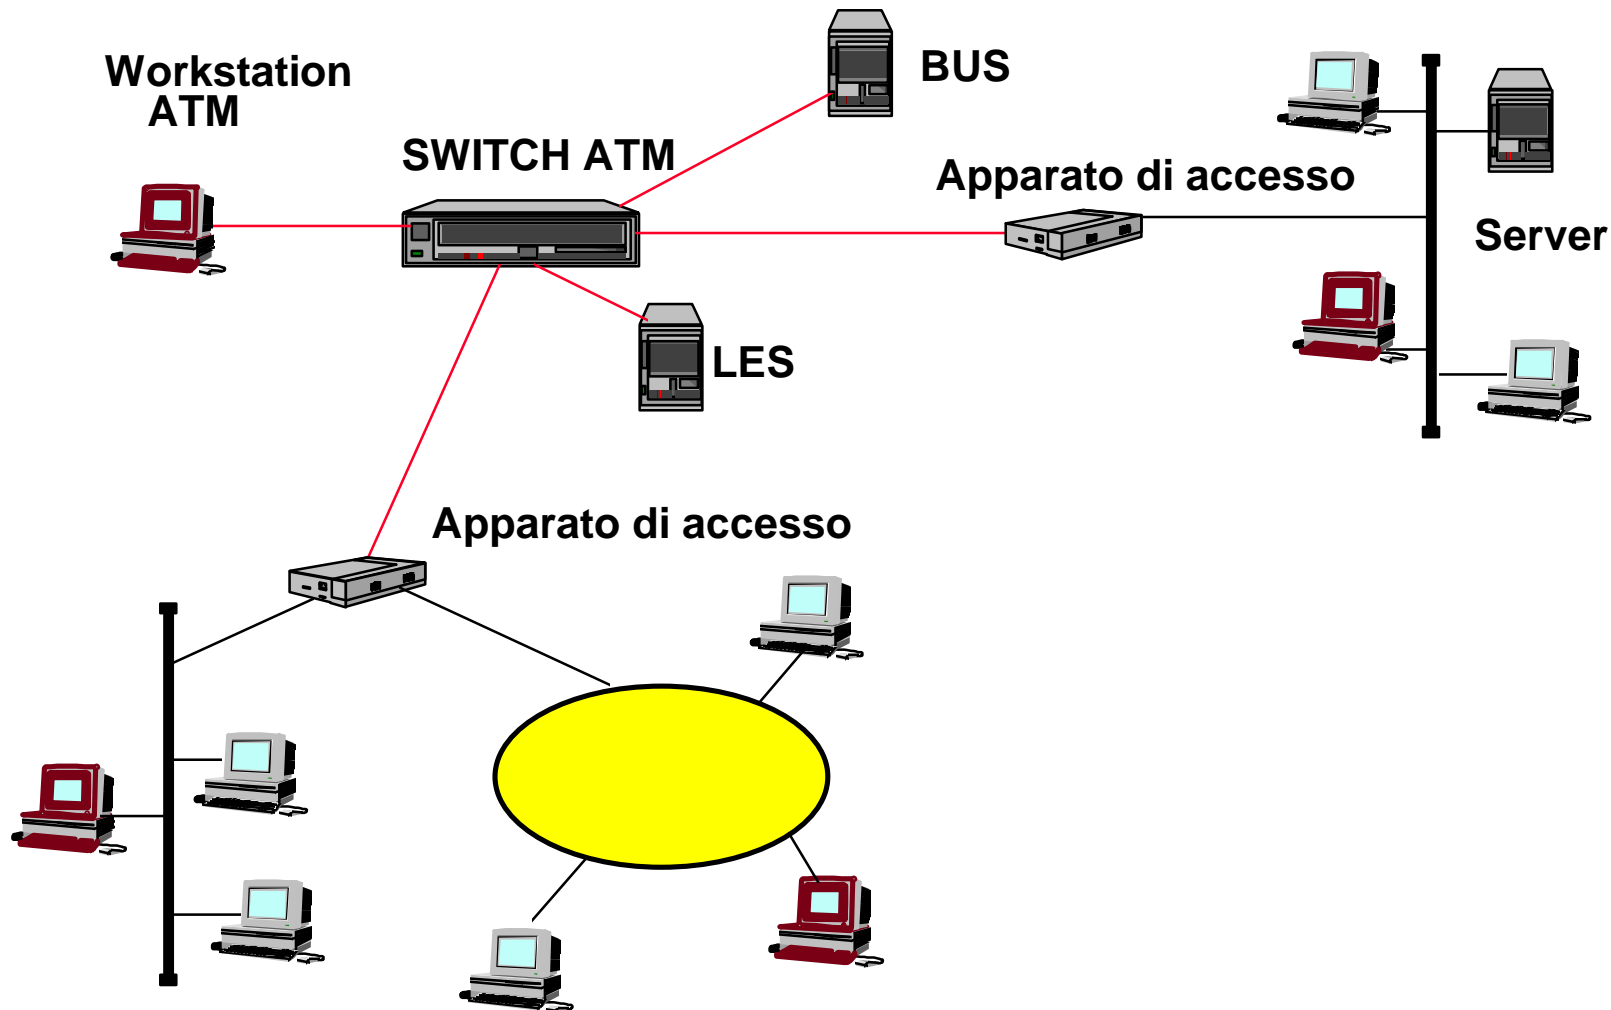 Workstation
ATM
BUS
SWITCH ATM
Apparato di accesso
Server
LES
Apparato di accesso